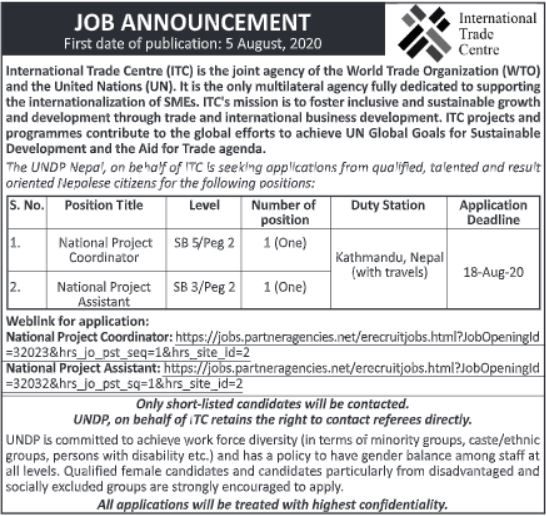 JOB ANNOUNCEMENT
First date of publication: 5 August, 2020
International
Trade
Centre
International Trade Centre (ITC) is the joint agency of the World Trade Organization (WTO)
and the United Nations (UN). It is the only multilateral agency fully dedicated to supporting
the internationalization of SMEs. ITC's mission is to foster inclusive and sustainable growth
and development through trade and international business development. ITC projects and
programmes contribute to the global efforts to achieve UN Global Goals for Sustainable
Development and the Aid for Trade agenda.
The UNDP Nepal, on behalf of ITC is seeking applications from qualified, talented and result
oriented Nepalese citizens for the following positions:
S. No. Position Title Level Number of position Duty Station Application Deadline
1. National Project Coordinator SB 5/Peg 2 1 (One) Kathmandu, Nepal (with travels) 18-Aug-20
2. National Project Assistant SB 3/Peg 2 1 (One)
Weblink for application:
National Project Coordinator: https://jobs.partneragencies.net/erecruitjobs.html?JobOpeningId
=32023&hrs_jo_pst_seq=1&hrs_site_id=2
National Project Assistant: https://jobs.partneragencies.net/erecruitjobs.html?JobOpeningId
=32032&hrs_jo_pst_sq=1&hrs_site_id=2
Only short-listed candidates will be contacted.
UNDP, on behalf of ITC retains the right to contact referees directly.
UNDP is committed to achieve work force diversity (in terms of minority groups, caste/ethnic
groups, persons with disability etc.) and has a policy to have gender balance among staff at
all levels. Qualified female candidates and candidates particularly from disadvantaged and
socially excluded groups are strongly encouraged to apply.
All applications will be treated with highest confidentiality.